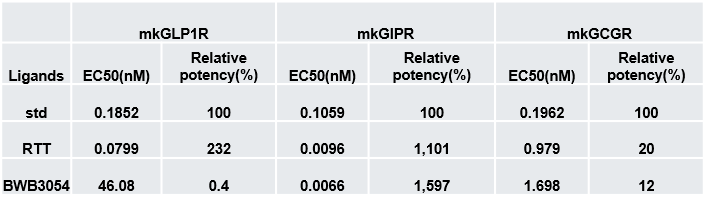 mkGLP1R mkGIPR mkGCGR
Ligands EC50(nM) Relative potency(%) EC50(nM) Relative potency(%) EC50(nM) Relative potency(%)
std 0.1852 100 0.1059 100 0.1962 100
RTT 0.0799 232 0.0096 1,101 0.979 20
BWB3054 46.08 0.4 0.0066 1,597 1.698 12